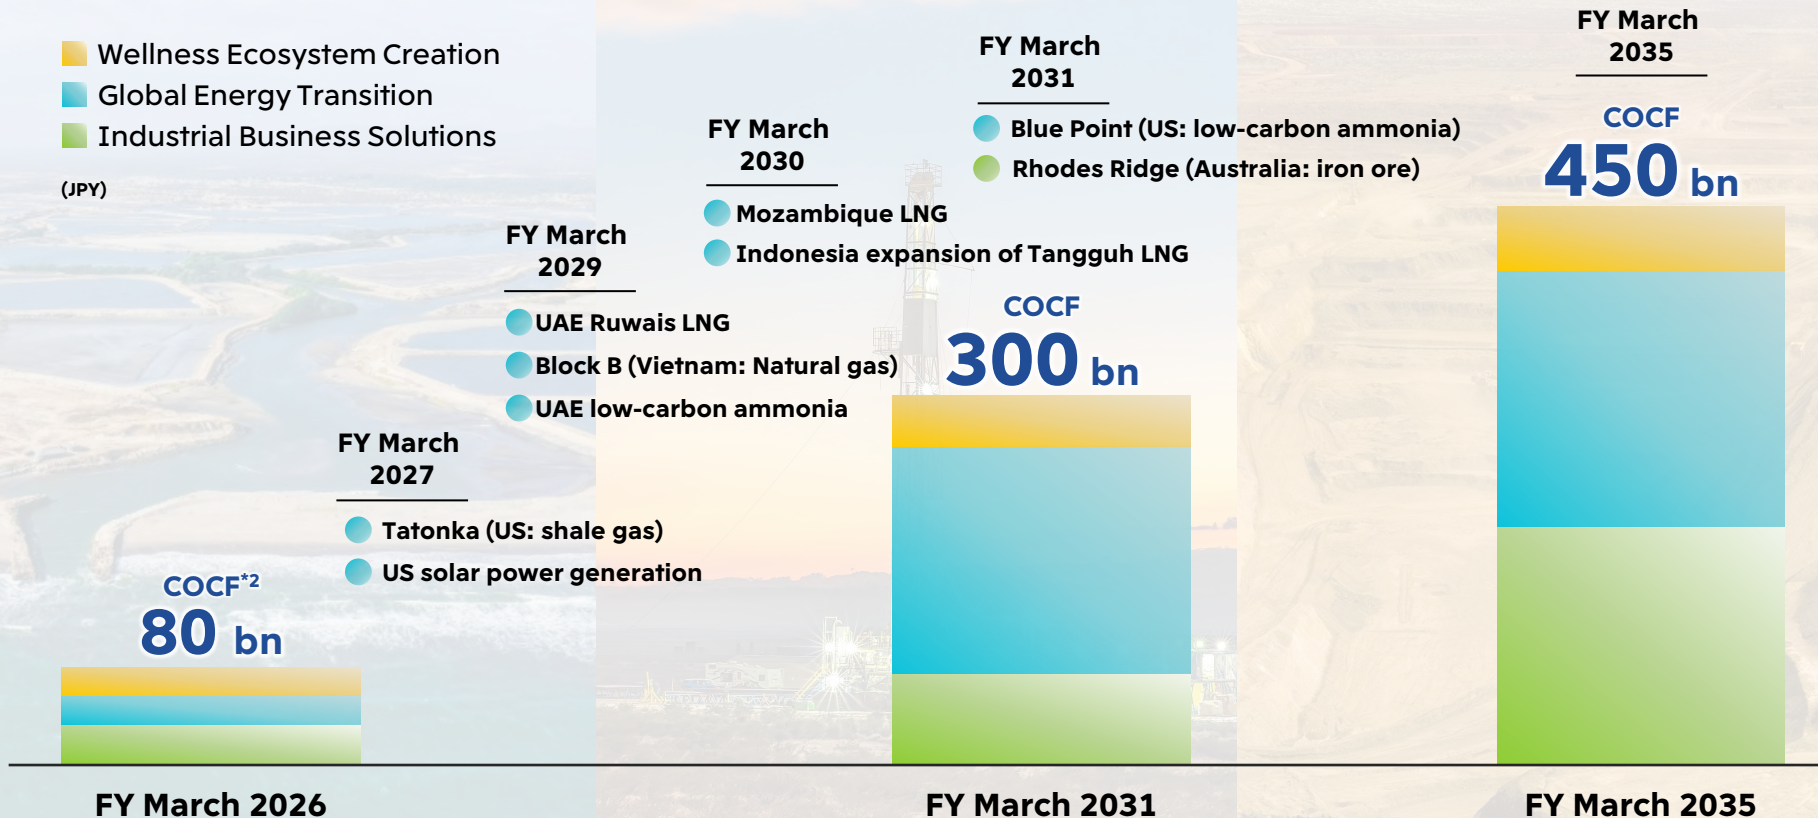 Wellness Ecosystem Creation
Global Energy Transition
Industrial Business Solutions
(JPY)
COCF*2
80 bn
FY March
2027
Tatonka (US: shale gas)
US solar power generation
FY March
2029
UAE Ruwais LNG
Block B (Vietnam: Natural gas)
UAE low-carbon ammonia
FY March
2030
Mozambique LNG
Indonesia expansion of Tangguh LNG
FY March
2031
Blue Point (US: low-carbon ammonia)
Rhodes Ridge (Australia: iron ore)
COCF
300 bn
FY March
2035
COCF
450 bn
FY March 2026
FY March 2031
FY March 2035